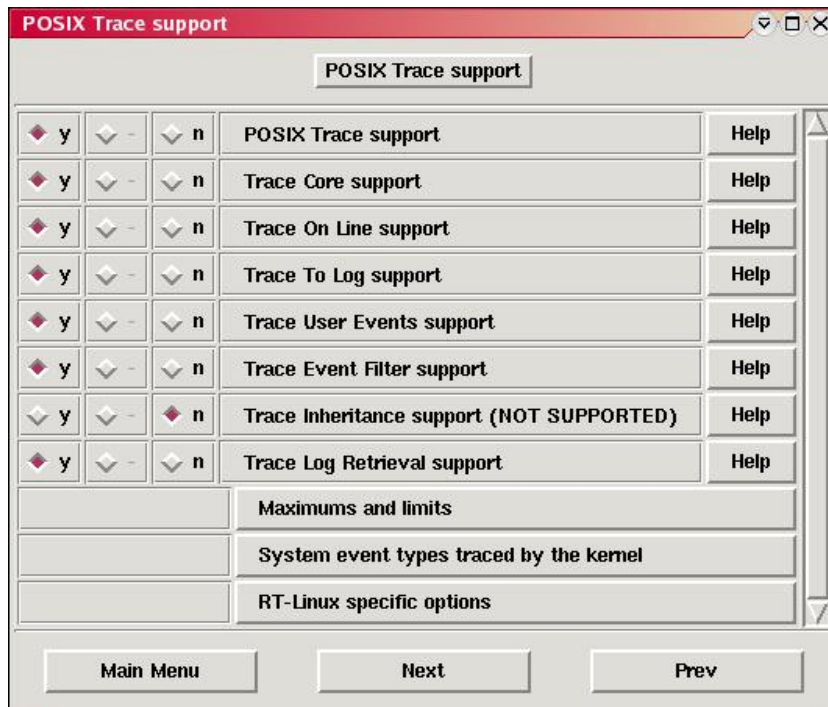 POSIX Trace support
POSIX Trace support
y - n POSIX Trace support Help
y - n Trace Core support Help
y - n Trace On Line support Help
y - n Trace To Log support Help
y - n Trace User Events support Help
y - n Trace Event Filter support Help
y - n Trace Inheritance support (NOT SUPPORTED) Help
y - n Trace Log Retrieval support Help
Maximums and limits
System event types traced by the kernel
RT-Linux specific options
Main Menu Next Prev